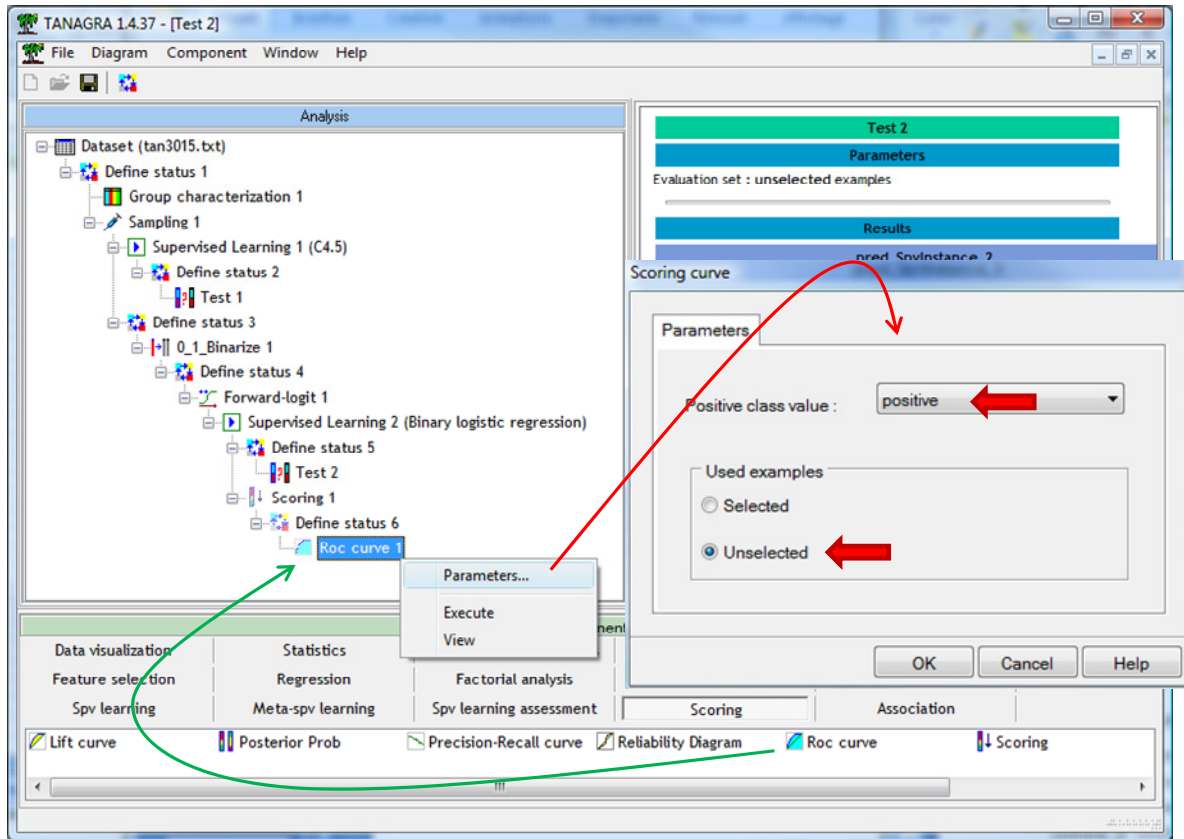 TANAGRA 1.4.37 - [Test 2]
File Diagram Component Window Help
Analysis
Dataset (tan3015.txt)
Define status 1
Group characterization 1
Sampling 1
Supervised Learning 1 (C4.5)
Define status 2
Test 1
Define status 3
0_1_Binarize 1
Define status 4
Forward-logit 1
Supervised Learning 2 (Binary logistic regression)
Define status 5
Test 2
Scoring 1
Define status 6
Roc curve 1
Test 2
Parameters
Evaluation set : unselected examples
Results
pred_SpvInstance_2
Scoring curve
Parameters
Positive class value :
positive
Used examples
Selected
Unselected
OK Cancel Help
Parameters...
Execute
View
Data visualization Statistics
Feature selection Regression Factorial analysis
Spv learning Meta-spv learning Spv learning assessment Scoring Association
Lift curve Posterior Prob Precision-Recall curve Reliability Diagram Roc curve Scoring